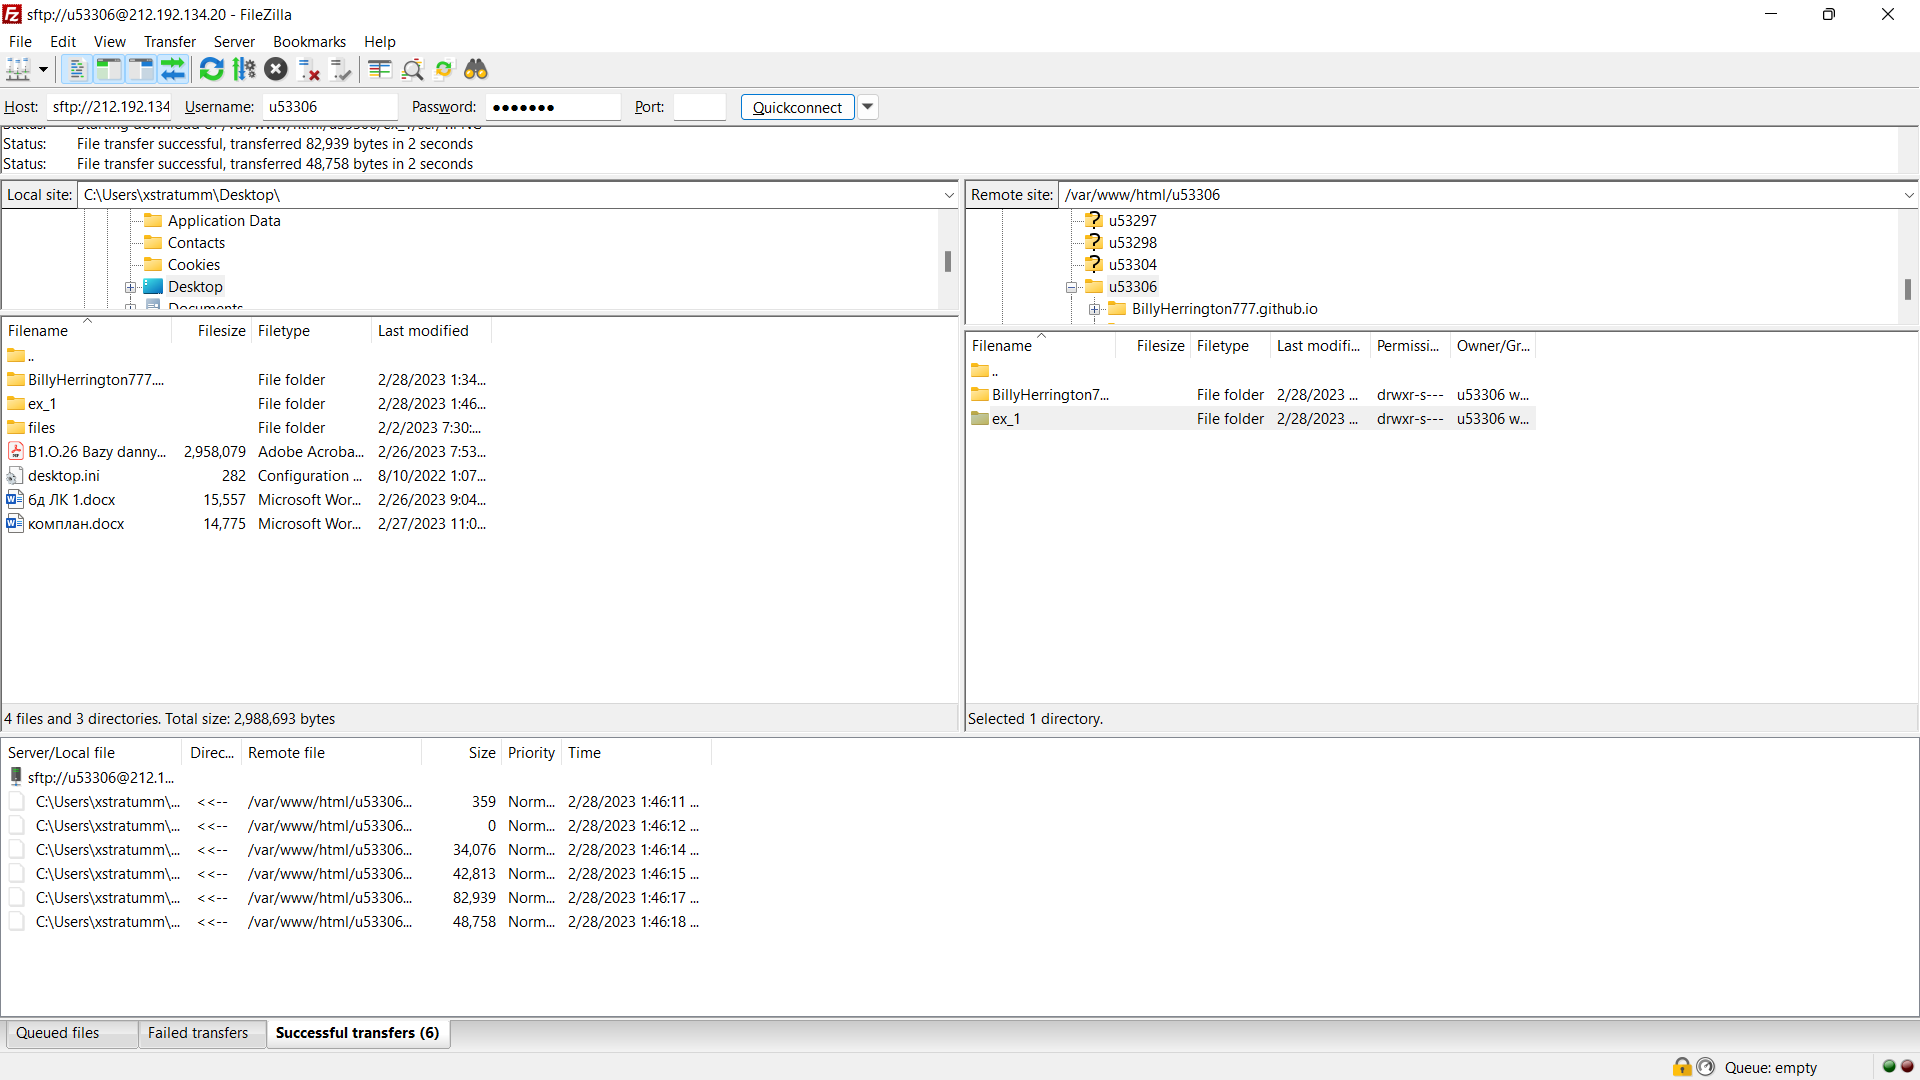 sftp://u53306@212.192.134.20 - FileZilla
File Edit View Transfer Server Bookmarks Help
Host: sftp://212.192.134 Username: u53306 Password: ●●●●●●● Port: Quickconnect
Status: File transfer successful, transferred 82,939 bytes in 2 seconds
Status: File transfer successful, transferred 48,758 bytes in 2 seconds
Local site: C:\Users\xstratumm\Desktop\
Application Data
Contacts
Cookies
Desktop
Documents
Filename Filesize Filetype Last modified
..
BillyHerrington777.... File folder 2/28/2023 1:34...
ex_1 File folder 2/28/2023 1:46...
files File folder 2/2/2023 7:30:...
B1.O.26 Bazy danny... 2,958,079 Adobe Acroba... 2/26/2023 7:53...
desktop.ini 282 Configuration ... 8/10/2022 1:07...
бд ЛК 1.docx 15,557 Microsoft Wor... 2/26/2023 9:04...
комплан.docx 14,775 Microsoft Wor... 2/27/2023 11:0...
4 files and 3 directories. Total size: 2,988,693 bytes
Remote site: /var/www/html/u53306
u53297
u53298
u53304
u53306
BillyHerrington777.github.io
Filename Filesize Filetype Last modifi... Permissi... Owner/Gr...
..
BillyHerrington7... File folder 2/28/2023 ... drwxr-s--- u53306 w...
ex_1 File folder 2/28/2023 ... drwxr-s--- u53306 w...
Selected 1 directory.
Server/Local file Direc... Remote file Size Priority Time
sftp://u53306@212.1...
C:\Users\xstratumm\... <<-- /var/www/html/u53306... 359 Norm... 2/28/2023 1:46:11 ...
C:\Users\xstratumm\... <<-- /var/www/html/u53306... 0 Norm... 2/28/2023 1:46:12 ...
C:\Users\xstratumm\... <<-- /var/www/html/u53306... 34,076 Norm... 2/28/2023 1:46:14 ...
C:\Users\xstratumm\... <<-- /var/www/html/u53306... 42,813 Norm... 2/28/2023 1:46:15 ...
C:\Users\xstratumm\... <<-- /var/www/html/u53306... 82,939 Norm... 2/28/2023 1:46:17 ...
C:\Users\xstratumm\... <<-- /var/www/html/u53306... 48,758 Norm... 2/28/2023 1:46:18 ...
Queued files Failed transfers Successful transfers (6)
Queue: empty